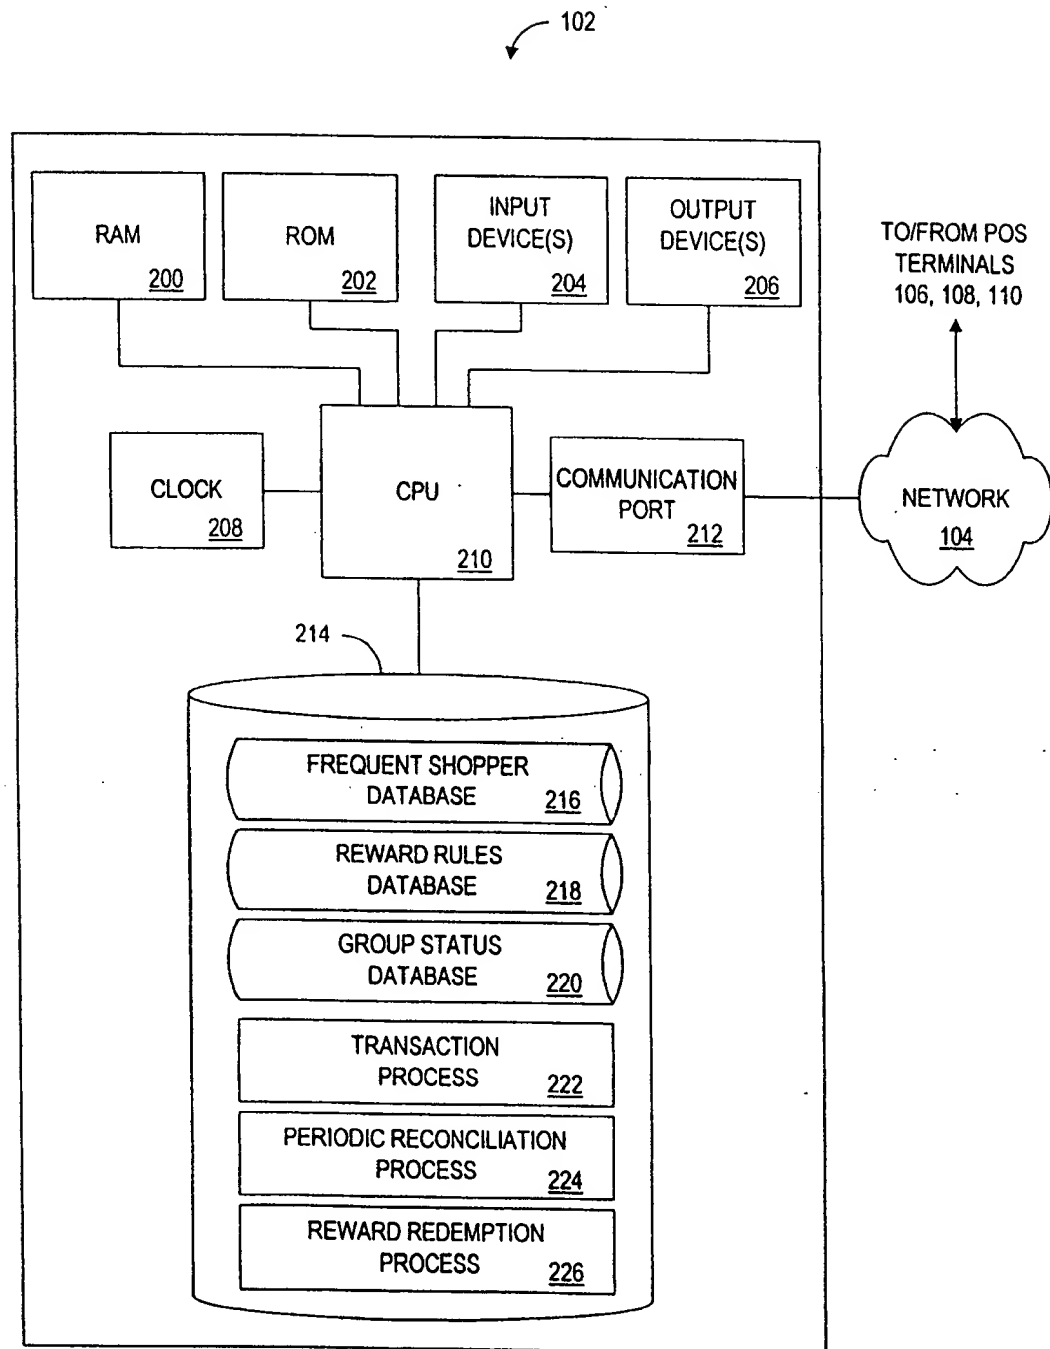 102
RAM
200
ROM
202
INPUT
DEVICE(S)
204
OUTPUT
DEVICE(S)
206
TO/FROM POS
TERMINALS
106, 108, 110
CLOCK
208
CPU
210
COMMUNICATION
PORT
212
NETWORK
104
214
FREQUENT SHOPPER
DATABASE
216
REWARD RULES
DATABASE
218
GROUP STATUS
DATABASE
220
TRANSACTION
PROCESS
222
PERIODIC RECONCILIATION
PROCESS
224
REWARD REDEMPTION
PROCESS
226